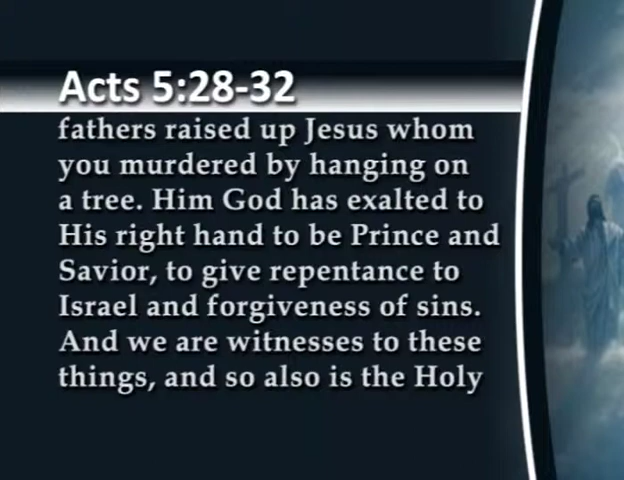 Acts 5:28-32
fathers raised up Jesus whom
you murdered by hanging on
a tree. Him God has exalted to
His right hand to be Prince and
Savior, to give repentance to
Israel and forgiveness of sins.
And we are witnesses to these
things, and so also is the Holy